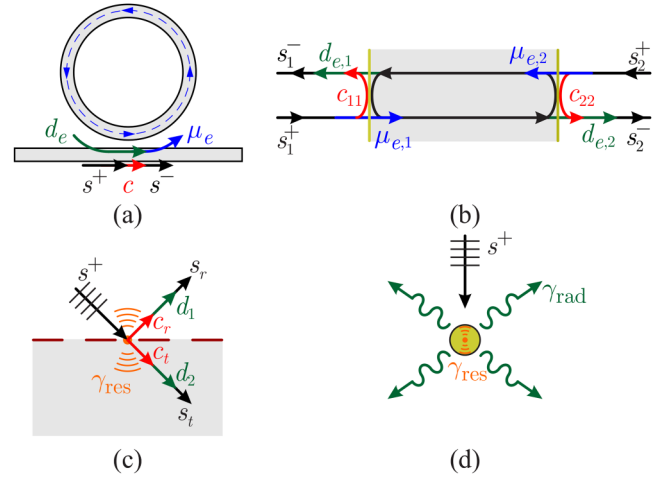 d_e μ_e
s^+ c s^-
(a)
s_1^- d_{e,1} μ_{e,2} s_2^+
c_{11} c_{22}
s_1^+ μ_{e,1} d_{e,2} s_2^-
(b)
s^+ s_r
d_1
c_r
c_t
γ_res d_2
s_t
(c)
s^+
γ_rad
γ_res
(d)